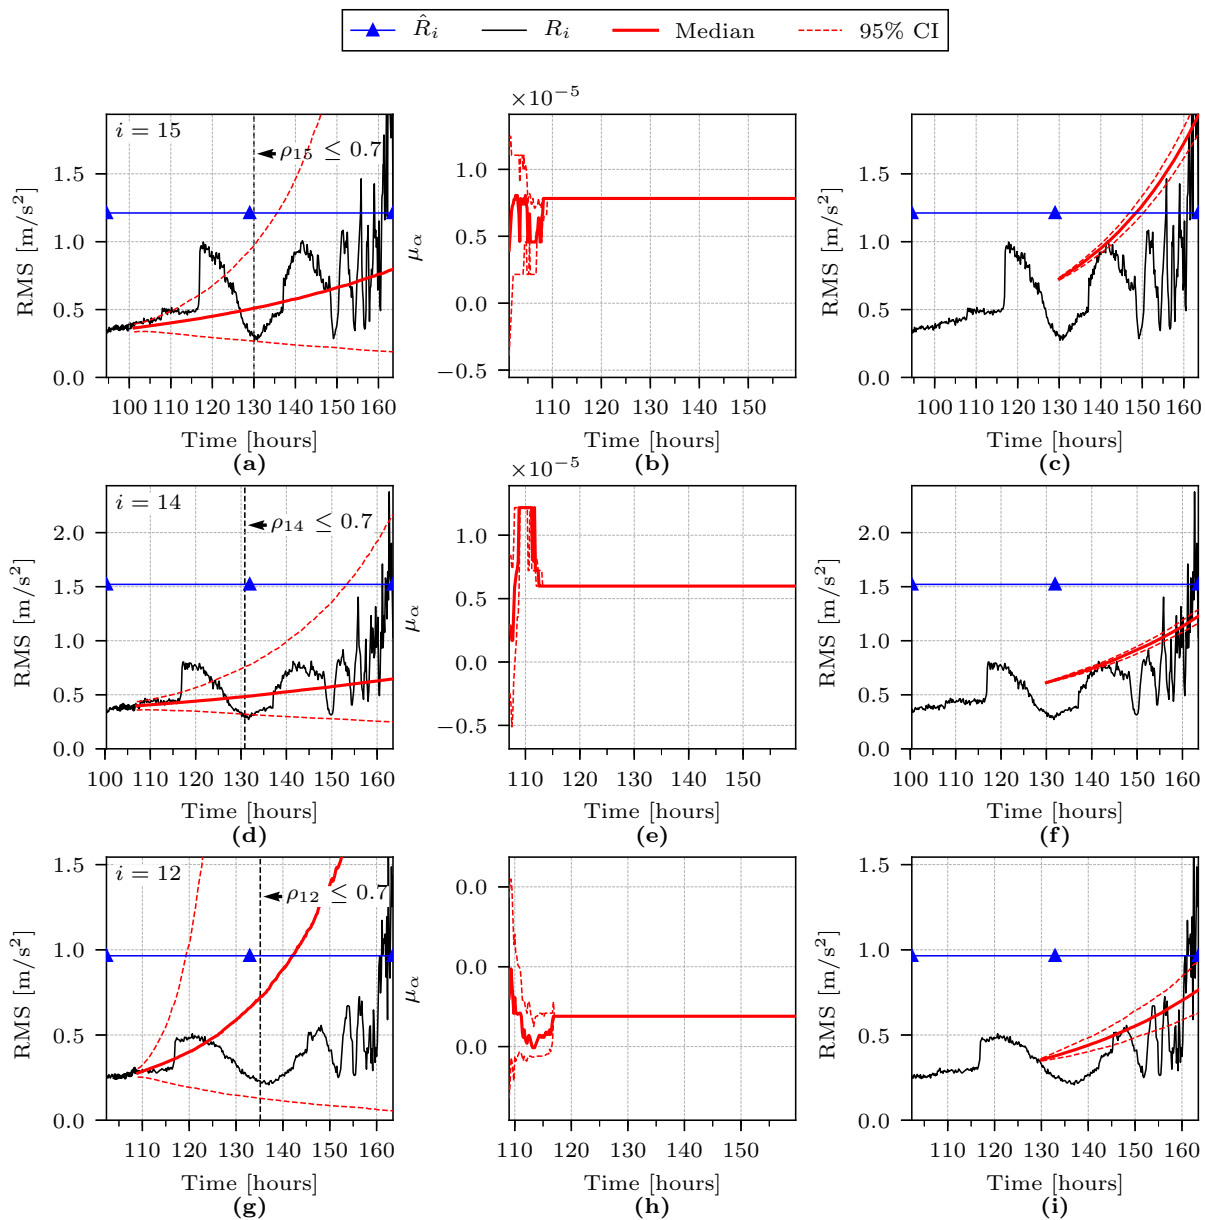 R̂ᵢ Rᵢ Median 95% CI
×10⁻⁵
i = 15
ρ₁₅ ≤ 0.7
RMS [m/s²]
1.5
1.0
0.5
0.0
100 110 120 130 140 150 160
Time [hours]
(a)
μ_α
1.0
0.5
0.0
−0.5
110 120 130 140 150
Time [hours]
(b)
RMS [m/s²]
1.5
1.0
0.5
0.0
100 110 120 130 140 150 160
Time [hours]
(c)
×10⁻⁵
i = 14
ρ₁₄ ≤ 0.7
RMS [m/s²]
2.0
1.5
1.0
0.5
0.0
100 110 120 130 140 150 160
Time [hours]
(d)
μ_α
1.0
0.5
0.0
−0.5
110 120 130 140 150
Time [hours]
(e)
RMS [m/s²]
2.0
1.5
1.0
0.5
0.0
100 110 120 130 140 150 160
Time [hours]
(f)
i = 12
ρ₁₂ ≤ 0.7
RMS [m/s²]
1.5
1.0
0.5
0.0
110 120 130 140 150 160
Time [hours]
(g)
μ_α
0.0
0.0
0.0
110 120 130 140 150
Time [hours]
(h)
RMS [m/s²]
1.5
1.0
0.5
0.0
110 120 130 140 150 160
Time [hours]
(i)